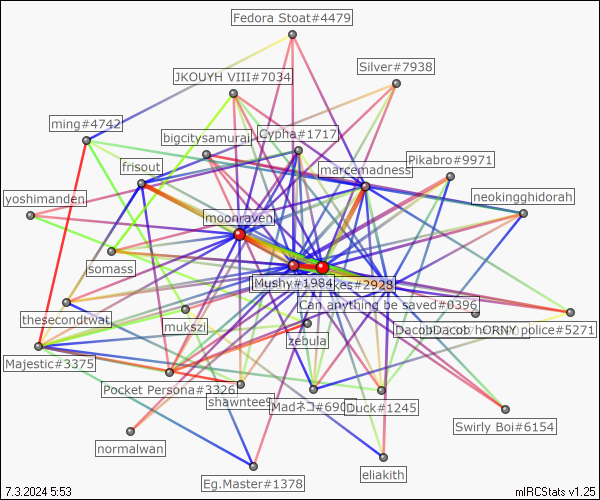 Fedora Stoat#4479
Silver#7938
JKOUYH VIII#7034
ming#4742
bigcitysamurai
Cypha#1717
Pikabro#9971
marcemadness
frisout
neokingghidorah
yoshimanden
moonraven
somass
Mushy#1984
kes#2928
Can anything be saved#0396
thesecondtwat
mukszi
DacobDacob
hORNY police#5271
zebula
Majestic#3375
Pocket Persona#3326
shawntees
Madネコ#690
Duck#1245
Swirly Boi#6154
normalwan
eliakith
Eg.Master#1378
7.3.2024 5:53
mIRCStats v1.25